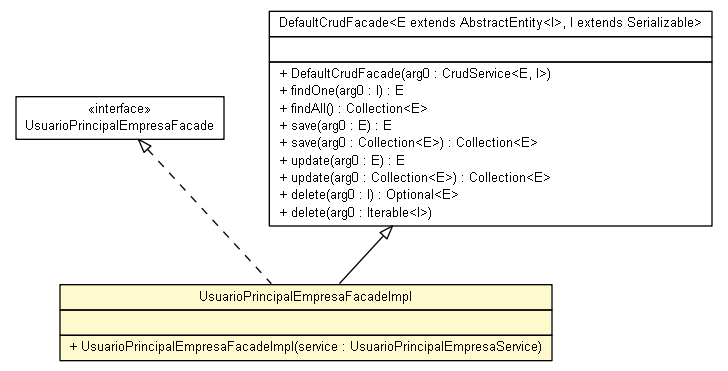 DefaultCrudFacade<E extends AbstractEntity<I>, I extends Serializable>
+ DefaultCrudFacade(arg0 : CrudService<E, I>)
+ findOne(arg0 : I) : E
+ findAll() : Collection<E>
+ save(arg0 : E) : E
+ save(arg0 : Collection<E>) : Collection<E>
+ update(arg0 : E) : E
+ update(arg0 : Collection<E>) : Collection<E>
+ delete(arg0 : I) : Optional<E>
+ delete(arg0 : Iterable<I>)
«interface»
UsuarioPrincipalEmpresaFacade
UsuarioPrincipalEmpresaFacadeImpl
+ UsuarioPrincipalEmpresaFacadeImpl(service : UsuarioPrincipalEmpresaService)